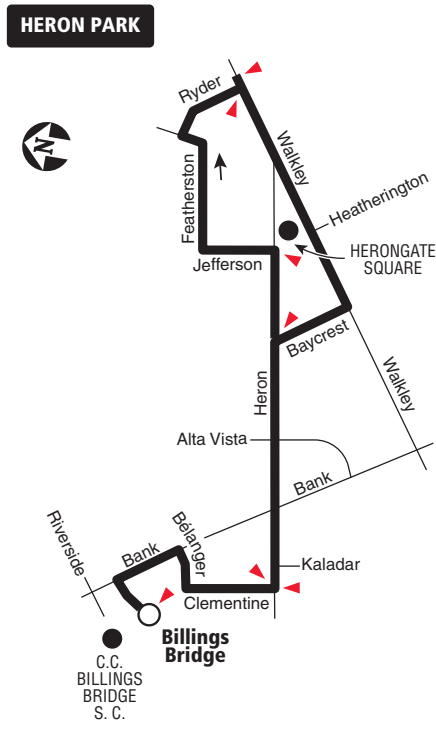 HERON PARK
Ryder
N
Walkley
Featherston
Heatherington
HERONGATE
SQUARE
Jefferson
Baycrest
Walkley
Heron
Alta Vista
Bank
Riverside
Bank
Bélanger
Kaladar
Clementine
Billings
Bridge
C.C.
BILLINGS
BRIDGE
S. C.